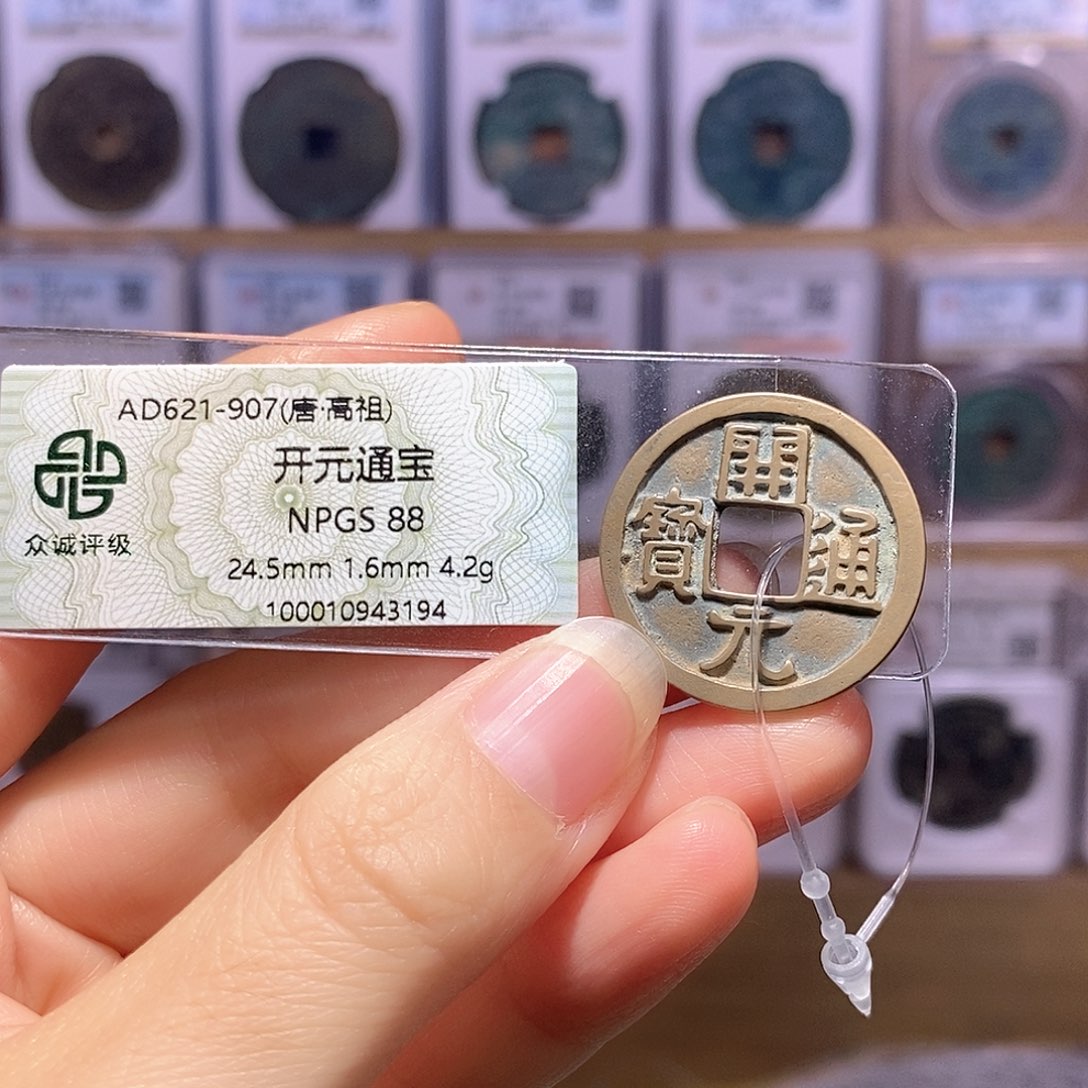 AD621-907(唐·高祖)
开元通宝
NPGS 88
24.5mm 1.6mm 4.2g
100010943194
众诚评级
開
通
元
寶